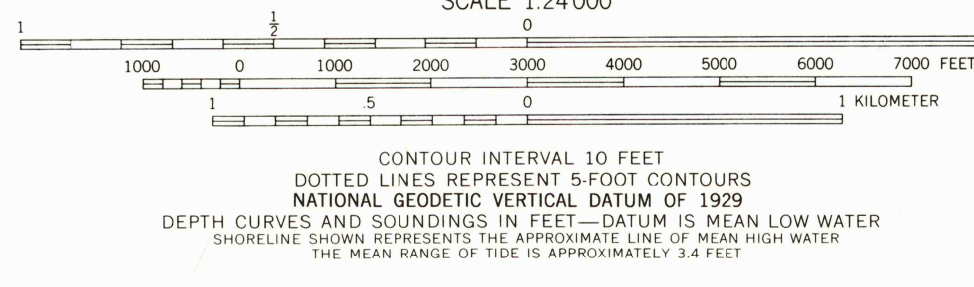 SCALE 1:24 000
1 1/2 0
1000 0 1000 2000 3000 4000 5000 6000 7000 FEET
1 .5 0 1 KILOMETER
CONTOUR INTERVAL 10 FEET
DOTTED LINES REPRESENT 5-FOOT CONTOURS
NATIONAL GEODETIC VERTICAL DATUM OF 1929
DEPTH CURVES AND SOUNDINGS IN FEET—DATUM IS MEAN LOW WATER
SHORELINE SHOWN REPRESENTS THE APPROXIMATE LINE OF MEAN HIGH WATER
THE MEAN RANGE OF TIDE IS APPROXIMATELY 3.4 FEET